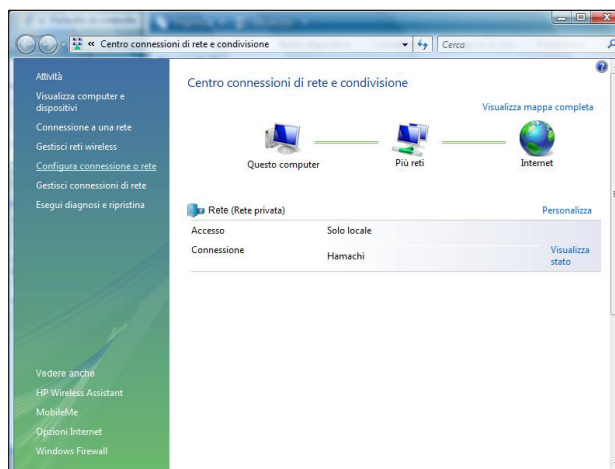 Centro connessioni di rete e condivisione
Cerca
Attività
Visualizza computer e
dispositivi
Connessione a una rete
Gestisci reti wireless
Configura connessione o rete
Gestisci connessioni di rete
Esegui diagnosi e ripristina
Vedere anche
HP Wireless Assistant
MobileMe
Opzioni Internet
Windows Firewall
Centro connessioni di rete e condivisione
Visualizza mappa completa
Questo computer
Più reti
Internet
Rete (Rete privata)
Personalizza
Accesso
Solo locale
Connessione
Hamachi
Visualizza
stato